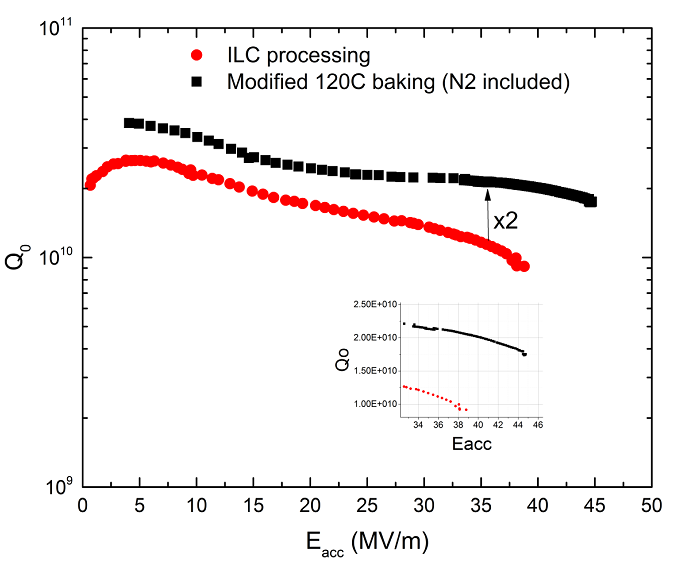 10¹¹
ILC processing
Modified 120C baking (N2 included)
x2
10¹⁰
Q₀
2.50E+010
2.00E+010
1.50E+010
1.00E+010
Qo
34 36 38 40 42 44 46
Eacc
10⁹
0 5 10 15 20 25 30 35 40 45 50
Eacc (MV/m)